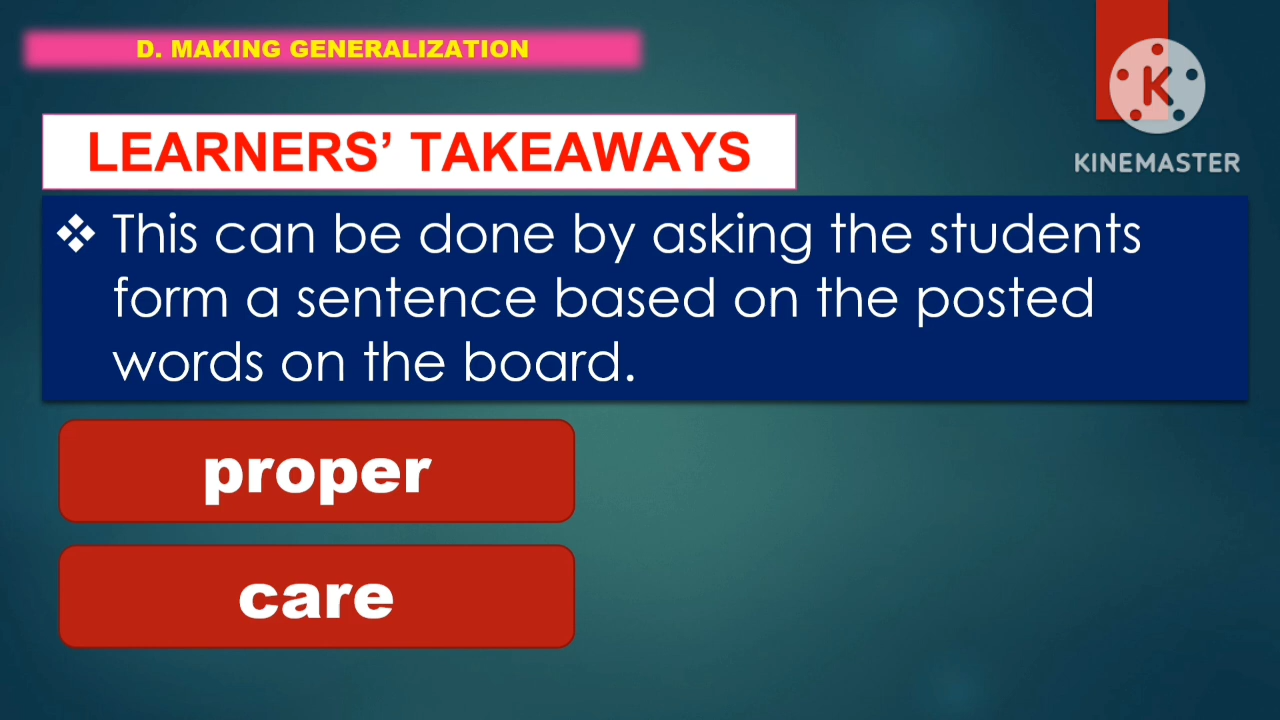 D. MAKING GENERALIZATION
K
KINEMASTER
LEARNERS’ TAKEAWAYS
❖ This can be done by asking the students
form a sentence based on the posted
words on the board.
proper
care